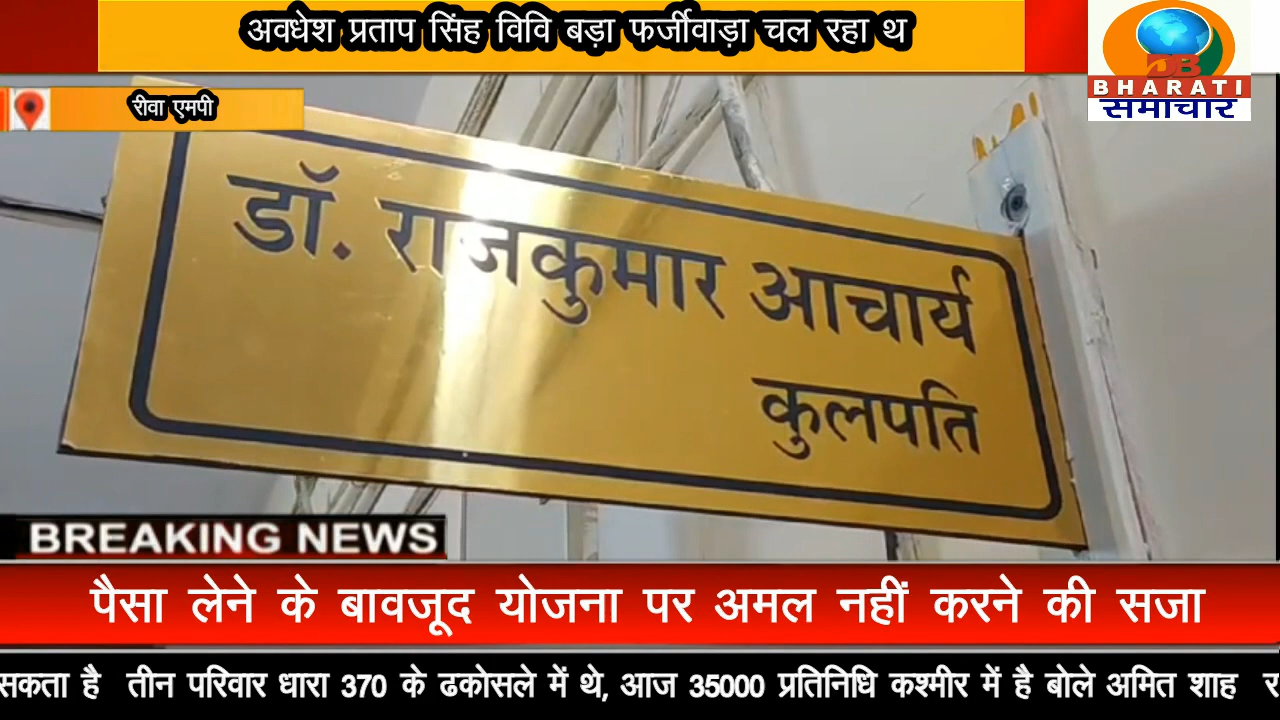 अवधेश प्रताप सिंह विवि बड़ा फर्जीवाड़ा चल रहा थ
DB
BHARATI
समाचार
रीवा एमपी
डॉ. राजकुमार आचार्य
कुलपति
BREAKING NEWS
पैसा लेने के बावजूद योजना पर अमल नहीं करने की सजा
सकता है तीन परिवार धारा 370 के ढकोसले में थे, आज 35000 प्रतिनिधि कश्मीर में है बोले अमित शाह